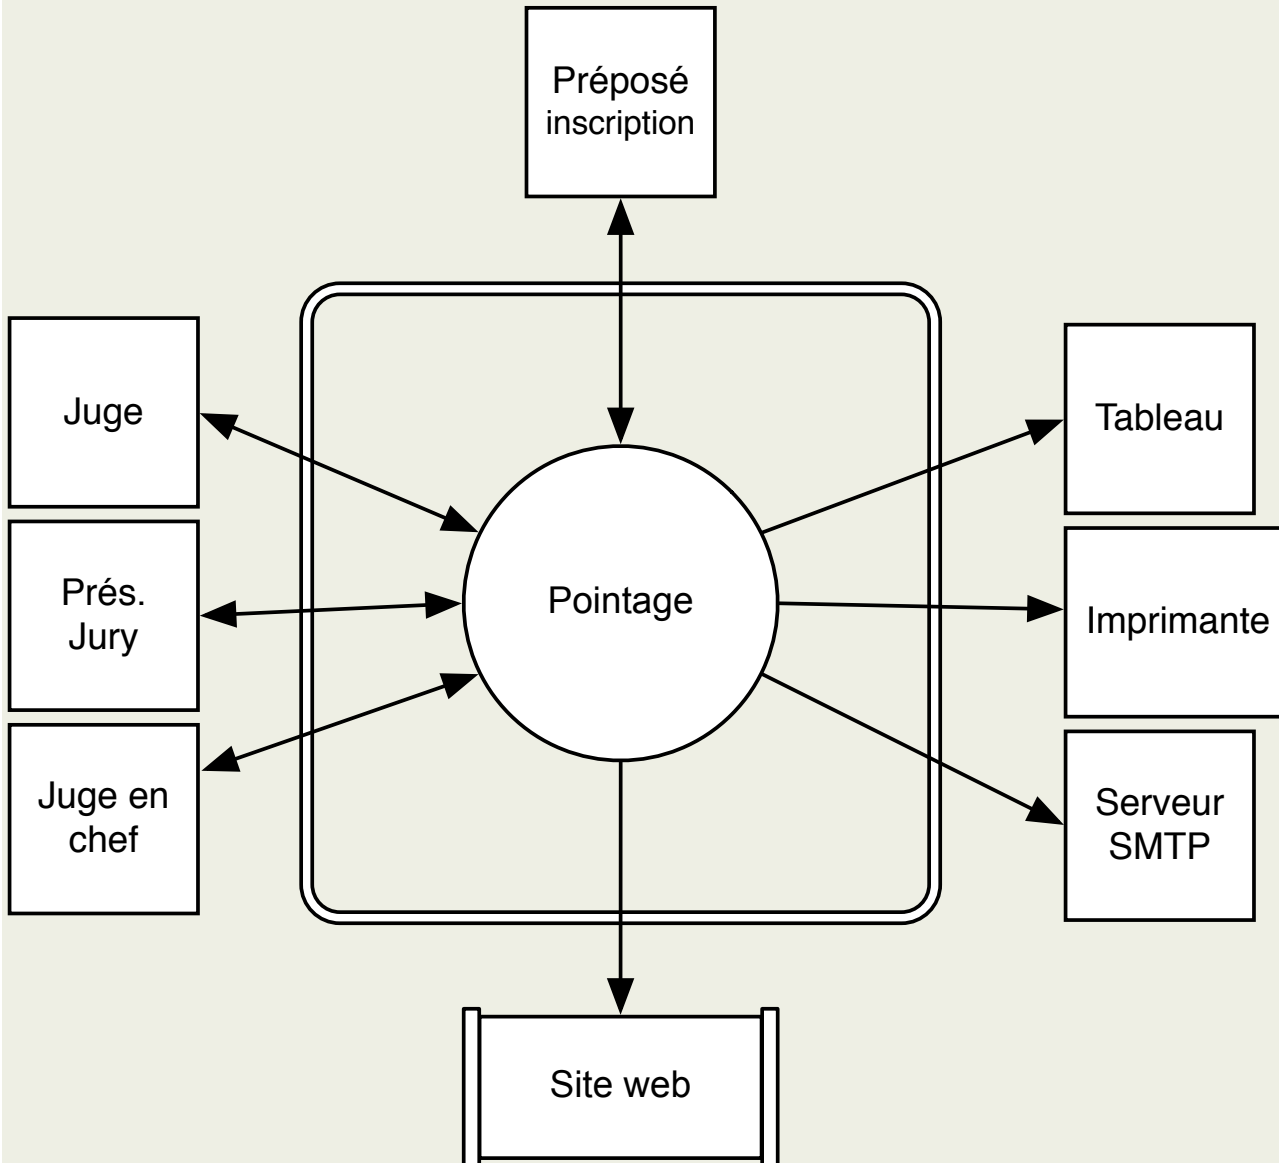 Préposé
inscription
Juge
Tableau
Prés.
Jury
Pointage
Imprimante
Juge en
chef
Serveur
SMTP
Site web